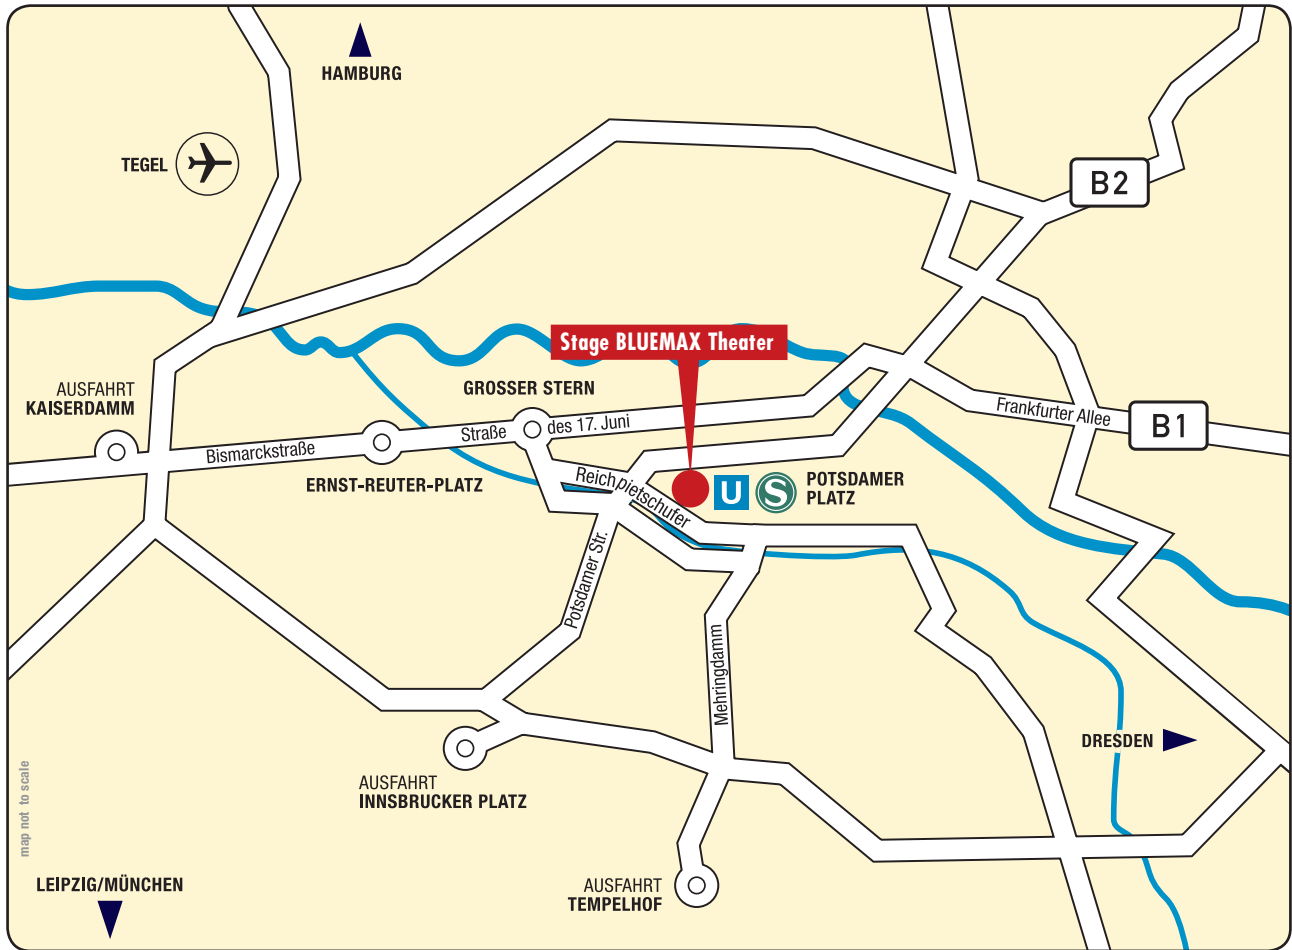 HAMBURG
TEGEL
B2
Stage BLUEMAX Theater
AUSFAHRT
KAISERDAMM
GROSSER STERN
Frankfurter Allee
B1
Bismarckstraße
Straße
des 17. Juni
ERNST-REUTER-PLATZ
Reichpietschufer
U
S
POTSDAMER
PLATZ
Potsdamer Str.
Mehringdamm
DRESDEN
AUSFAHRT
INNSBRUCKER PLATZ
map not to scale
LEIPZIG/MÜNCHEN
AUSFAHRT
TEMPELHOF